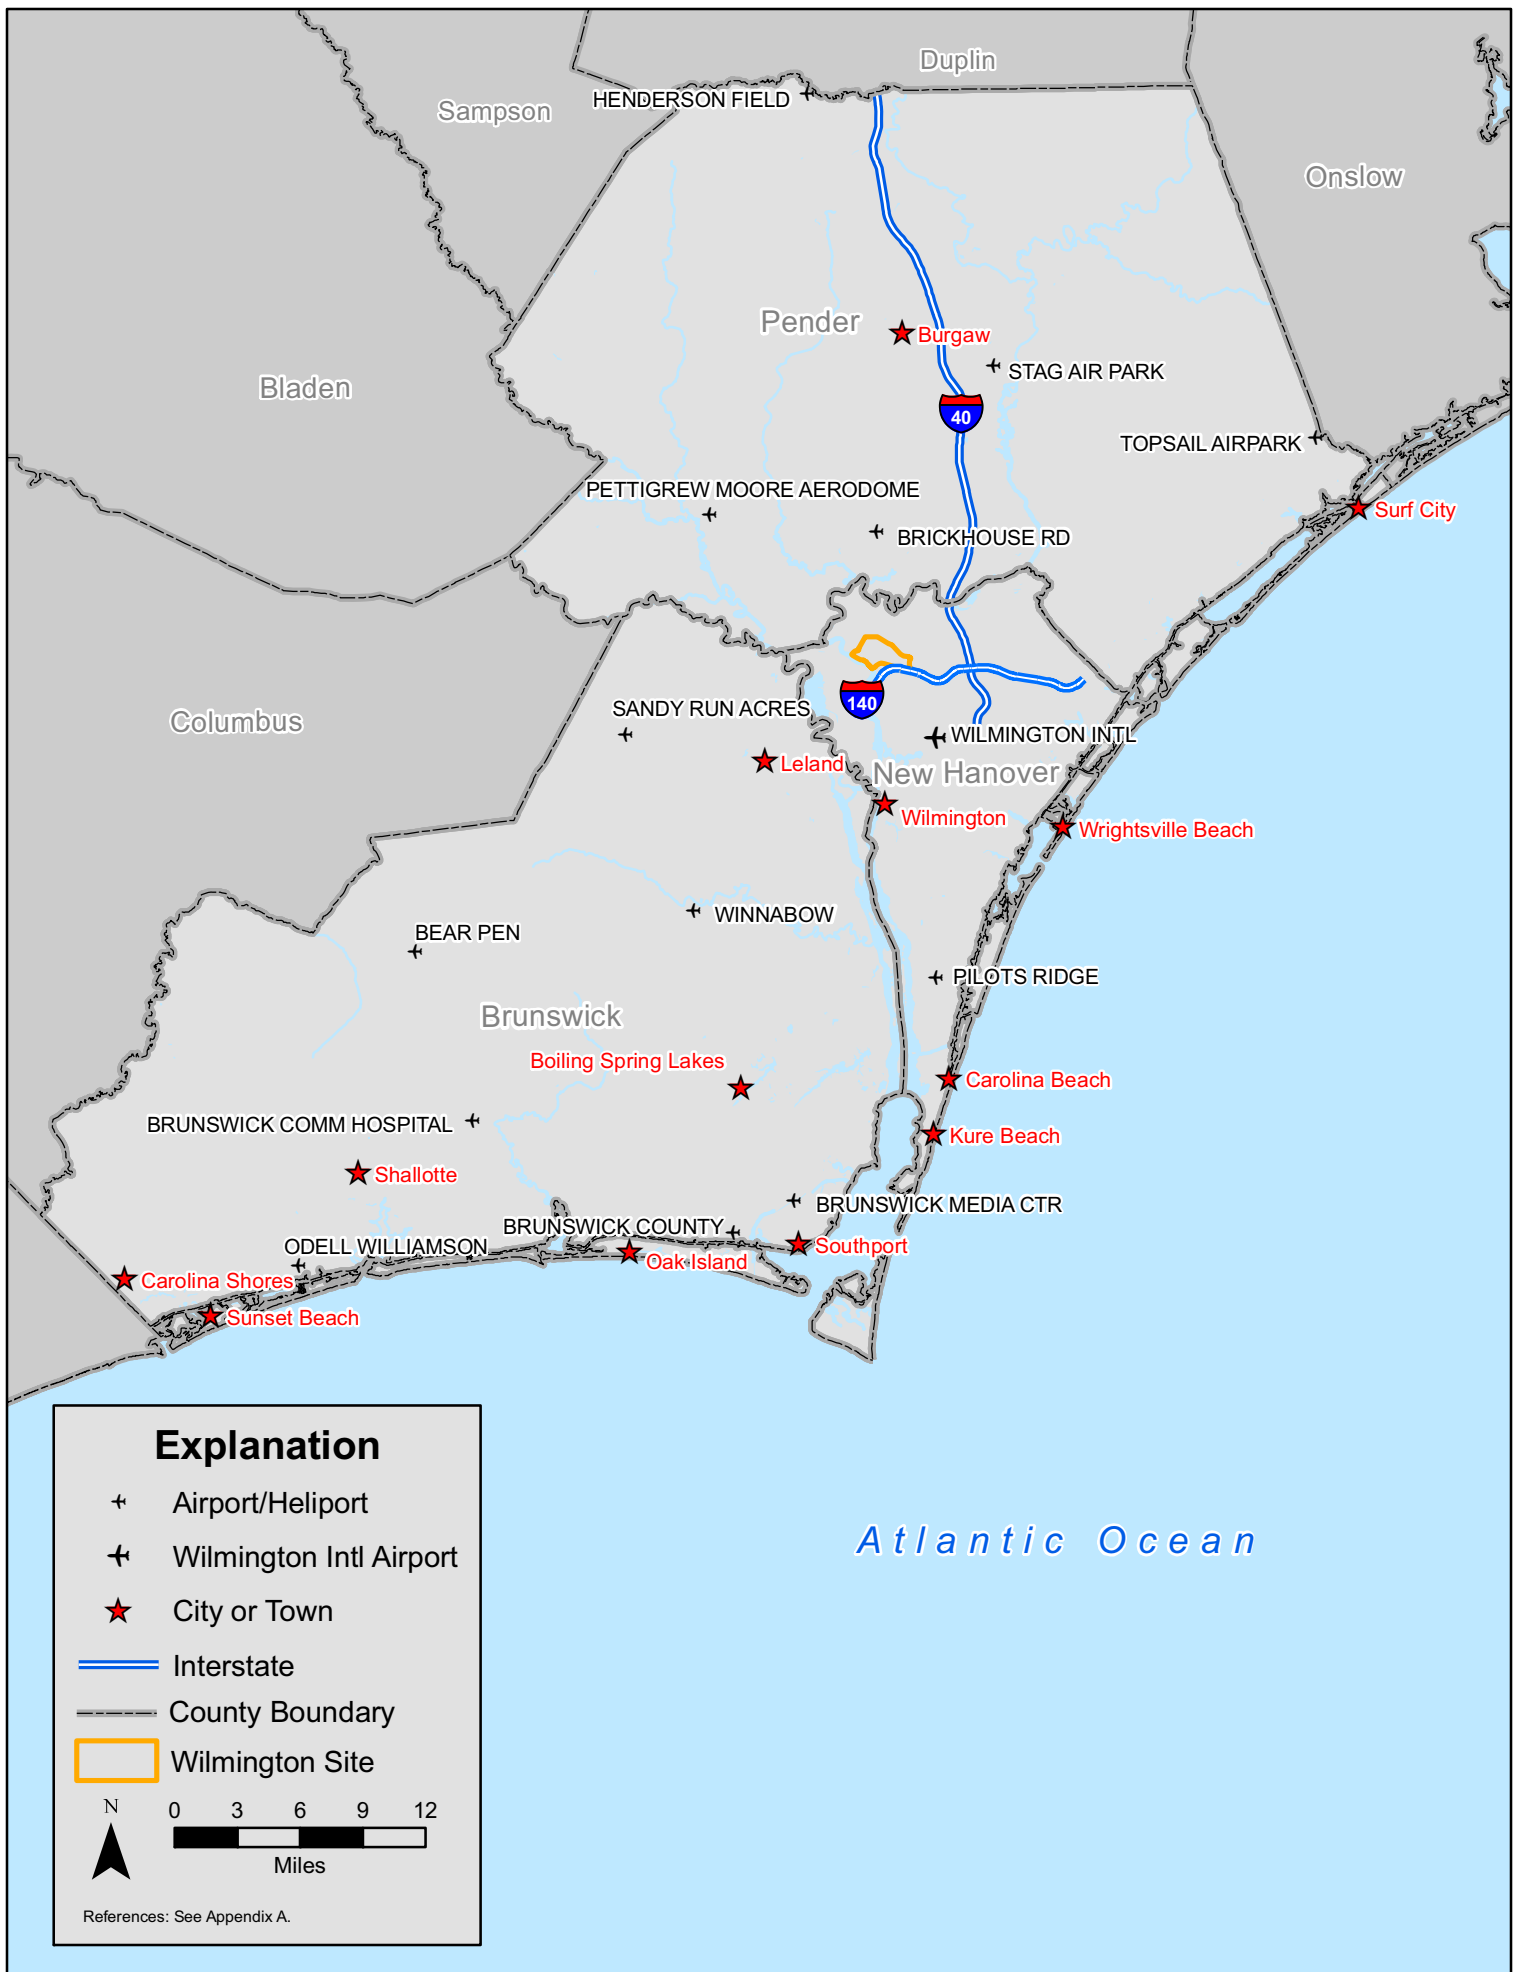 Duplin
HENDERSON FIELD
Sampson
Onslow
Pender
Burgaw
STAG AIR PARK
Bladen
40
TOPSAIL AIRPARK
PETTIGREW MOORE AERODOME
Surf City
BRICKHOUSE RD
140
SANDY RUN ACRES
Columbus
WILMINGTON INTL
Leland
New Hanover
Wilmington
Wrightsville Beach
WINNABOW
BEAR PEN
PILOTS RIDGE
Brunswick
Boiling Spring Lakes
Carolina Beach
BRUNSWICK COMM HOSPITAL
Kure Beach
Shallotte
BRUNSWICK MEDIA CTR
BRUNSWICK COUNTY
ODELL WILLIAMSON
Southport
Oak Island
Carolina Shores
Sunset Beach
Explanation
Airport/Heliport
Wilmington Intl Airport
City or Town
Interstate
County Boundary
Wilmington Site
N
0 3 6 9 12
Miles
References: See Appendix A.
Atlantic Ocean